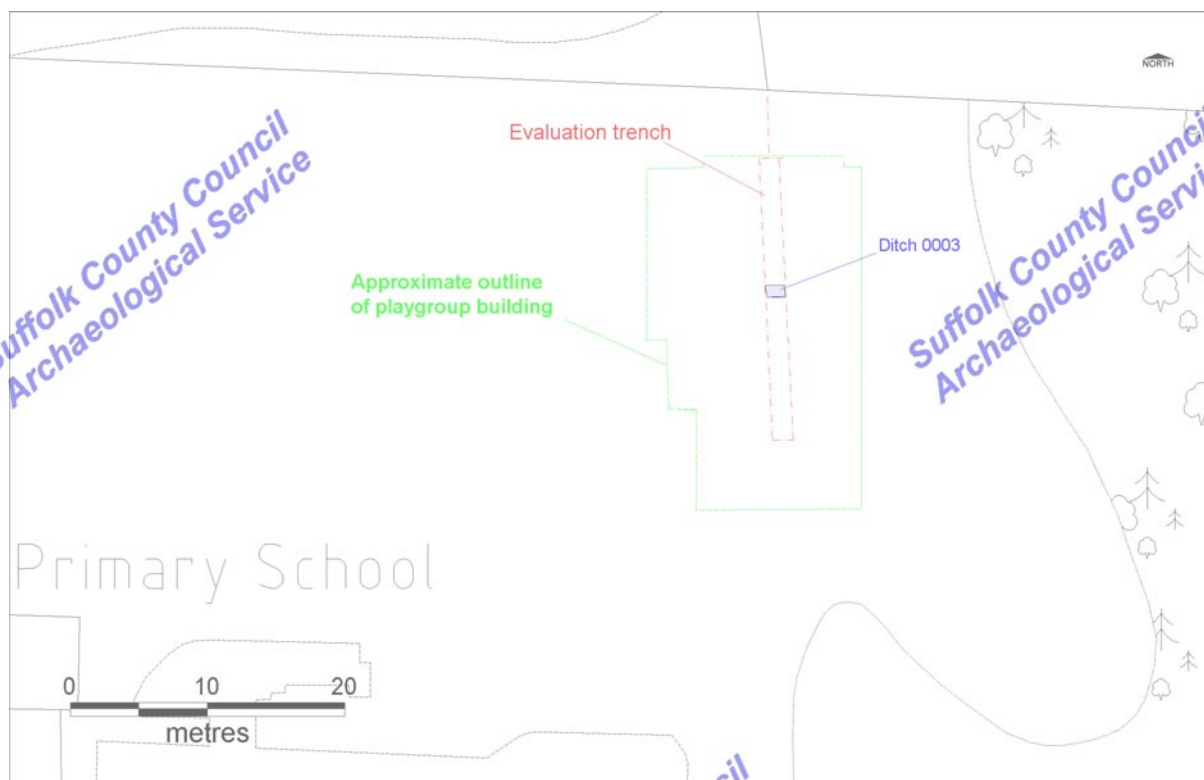 NORTH
Suffolk County Council
Archaeological Service
Evaluation trench
Suffolk County Council
Archaeological Service
Ditch 0003
Approximate outline
of playgroup building
Primary School
0 10 20
metres